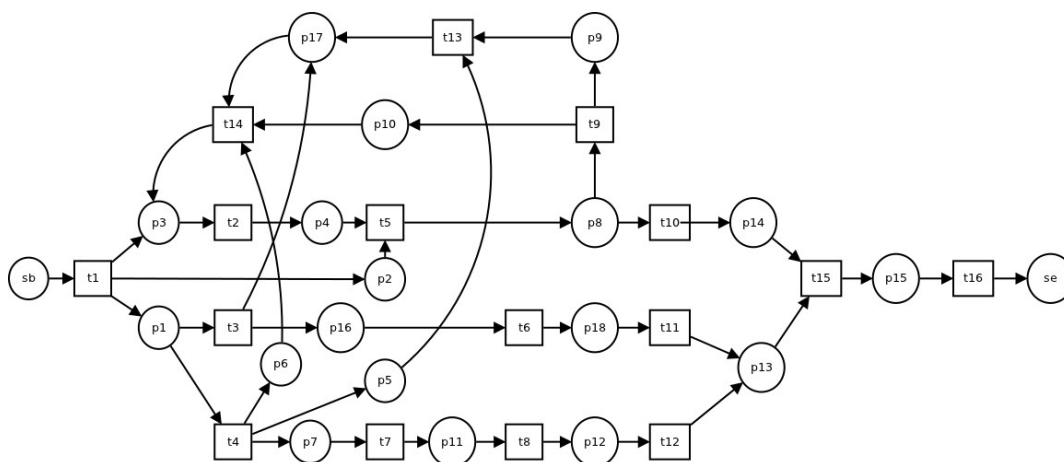 p17 t13 p9
t14 p10 t9
p3 t2 p4 t5 p8 t10 p14
sb t1 p2 t15 p15 t16 se
p1 t3 p16 t6 p18 t11
p6 p5 p13
t4 p7 t7 p11 t8 p12 t12